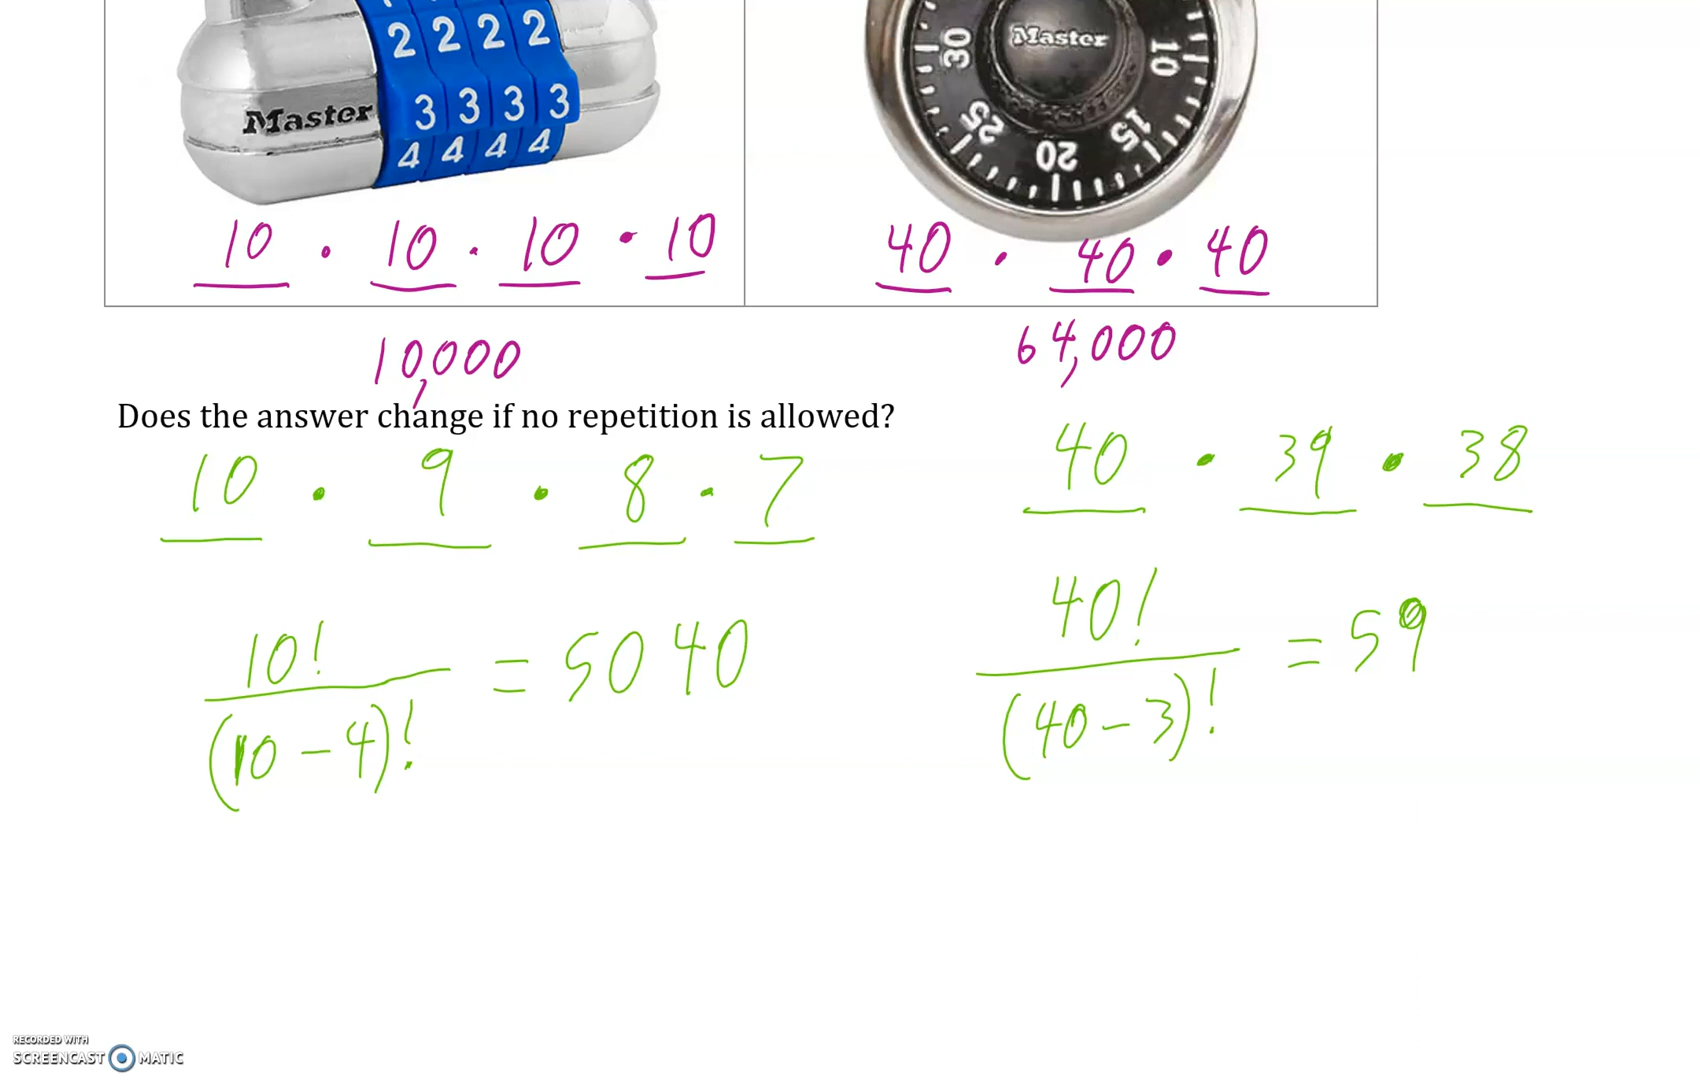 2 2 2 2
Master
3 3 3 3
4 4 4 4
Master
30 10
25 15
20
10 · 10 · 10 · 10
40 · 40 · 40
10,000
64,000
Does the answer change if no repetition is allowed?
10 · 9 · 8 · 7
40 · 39 · 38
10!
(10 - 4)!
= 5040
40!
(40 - 3)!
= 59
RECORDED WITH
SCREENCAST MATIC